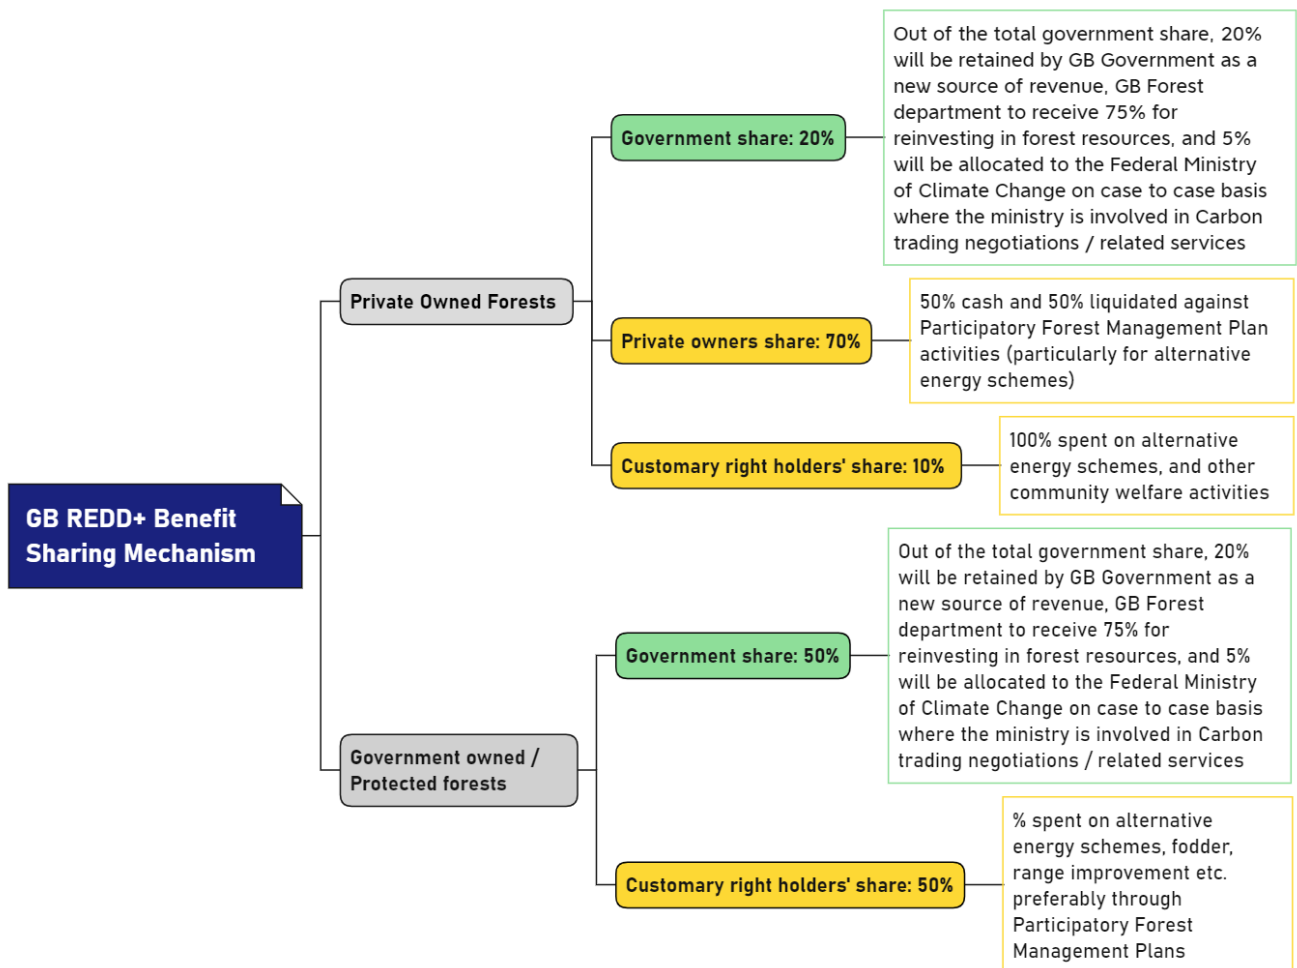 GB REDD+ Benefit
Sharing Mechanism
Private Owned Forests
Government share: 20%
Out of the total government share, 20%
will be retained by GB Government as a
new source of revenue, GB Forest
department to receive 75% for
reinvesting in forest resources, and 5%
will be allocated to the Federal Ministry
of Climate Change on case to case basis
where the ministry is involved in Carbon
trading negotiations / related services
Private owners share: 70%
50% cash and 50% liquidated against
Participatory Forest Management Plan
activities (particularly for alternative
energy schemes)
Customary right holders' share: 10%
100% spent on alternative
energy schemes, and other
community welfare activities
Government owned /
Protected forests
Government share: 50%
Out of the total government share, 20%
will be retained by GB Government as a
new source of revenue, GB Forest
department to receive 75% for
reinvesting in forest resources, and 5%
will be allocated to the Federal Ministry
of Climate Change on case to case basis
where the ministry is involved in Carbon
trading negotiations / related services
Customary right holders' share: 50%
% spent on alternative
energy schemes, fodder,
range improvement etc.
preferably through
Participatory Forest
Management Plans